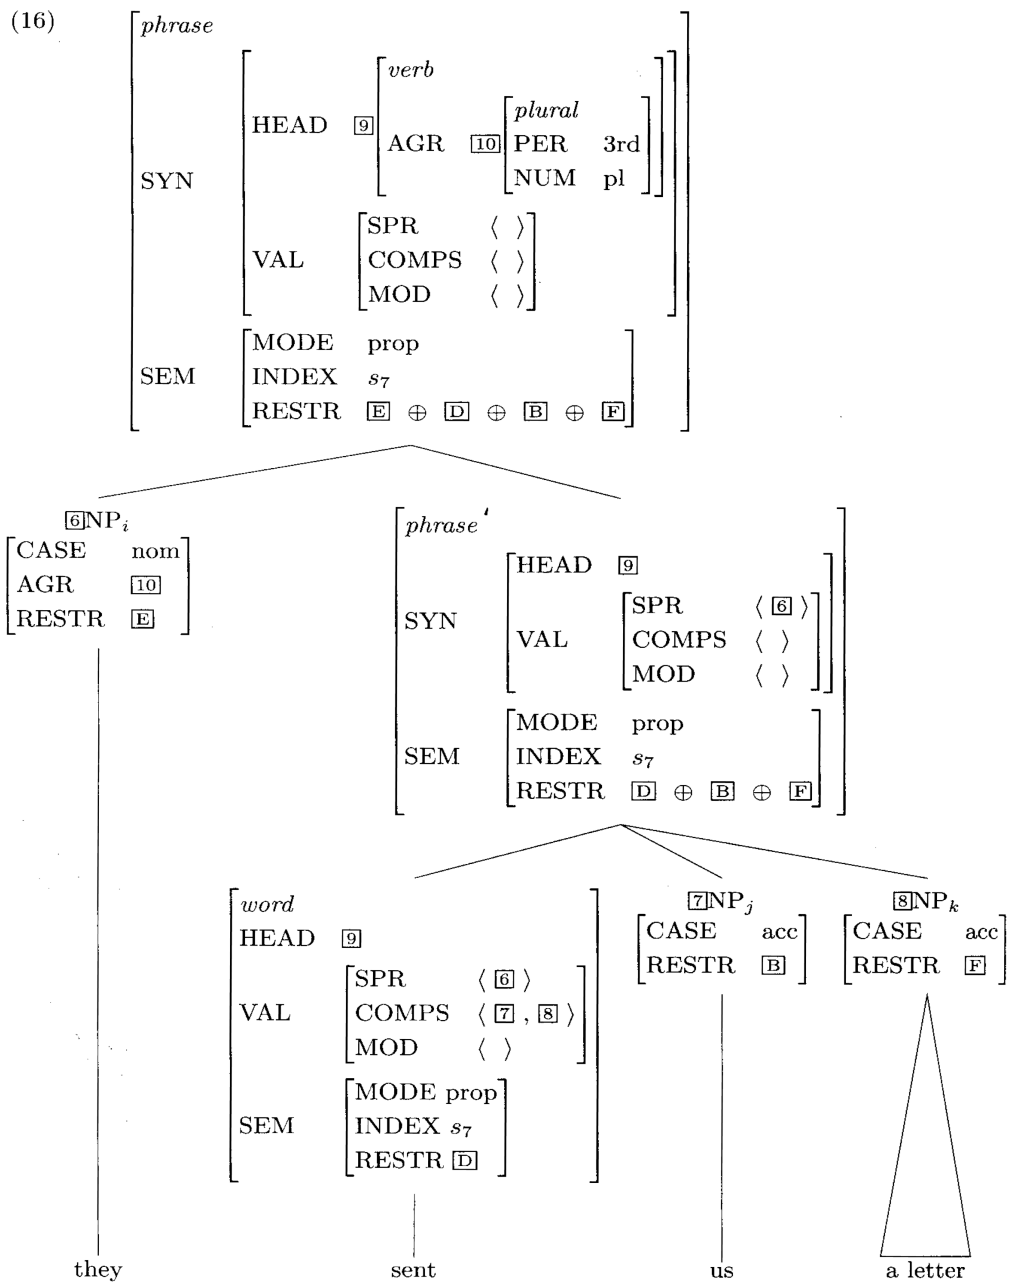 (16)
phrase
SYN
HEAD 9
verb
AGR 10
plural
PER 3rd
NUM pl
VAL
SPR ⟨ ⟩
COMPS ⟨ ⟩
MOD ⟨ ⟩
SEM
MODE prop
INDEX s₇
RESTR E ⊕ D ⊕ B ⊕ F
6NPᵢ
CASE nom
AGR 10
RESTR E
phrase
SYN
HEAD 9
VAL
SPR ⟨ 6 ⟩
COMPS ⟨ ⟩
MOD ⟨ ⟩
SEM
MODE prop
INDEX s₇
RESTR D ⊕ B ⊕ F
word
HEAD 9
VAL
SPR ⟨ 6 ⟩
COMPS ⟨ 7 , 8 ⟩
MOD ⟨ ⟩
SEM
MODE prop
INDEX s₇
RESTR D
7NPⱼ
CASE acc
RESTR B
8NPₖ
CASE acc
RESTR F
they sent us a letter